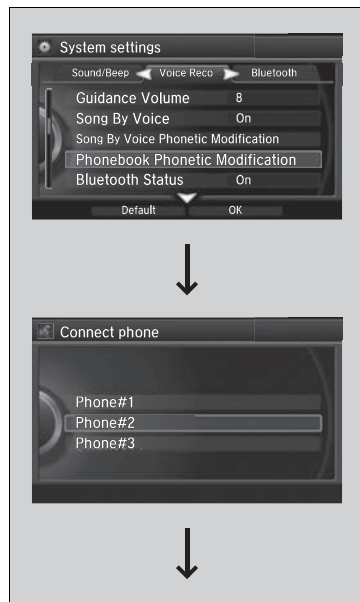 System settings
Sound/Beep Voice Reco Bluetooth
Guidance Volume 8
Song By Voice On
Song By Voice Phonetic Modification
Phonebook Phonetic Modification
Bluetooth Status On
Default OK
Connect phone
Phone#1
Phone#2
Phone#3